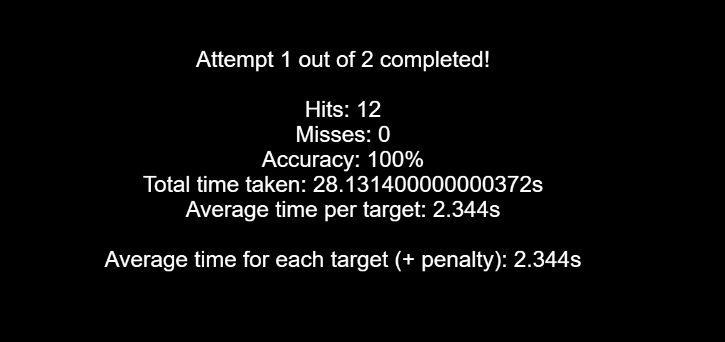 Attempt 1 out of 2 completed!
Hits: 12
Misses: 0
Accuracy: 100%
Total time taken: 28.131400000000372s
Average time per target: 2.344s
Average time for each target (+ penalty): 2.344s